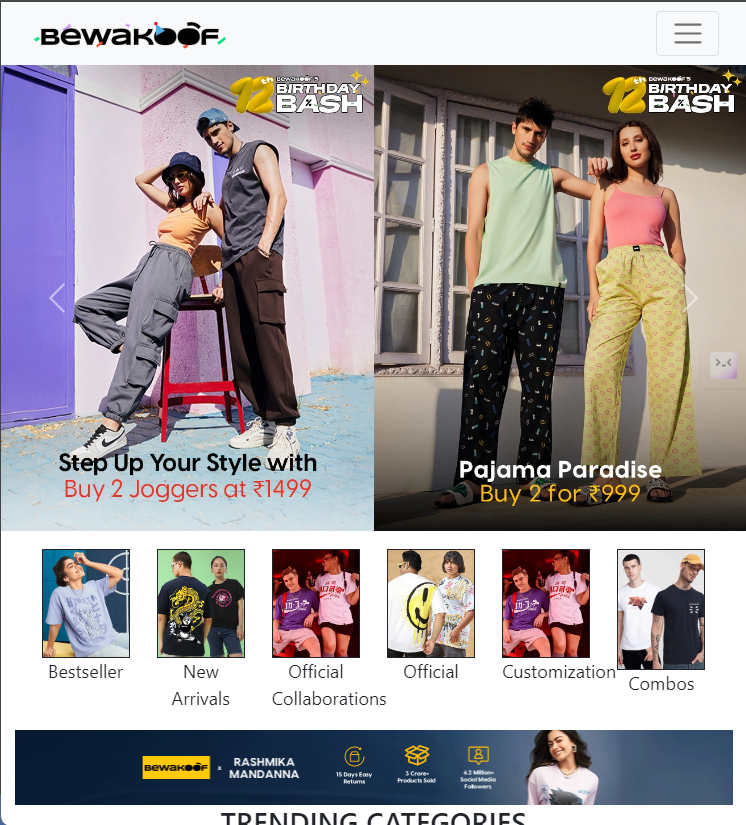 BEWAKOOF
12th BEWAKOOF'S
BIRTHDAY
BASH
12th BEWAKOOF'S
BIRTHDAY
BASH
Step Up Your Style with
Buy 2 Joggers at ₹1499
Pajama Paradise
Buy 2 for ₹999
Bestseller
New
Arrivals
Official
Collaborations
Official
Customization
Combos
BEWAKOOF x RASHMIKA
MANDANNA
15 Days Easy
Returns
3 Crore+
Products Sold
6.2 Million+
Social Media
Followers
TRENDING CATEGORIES